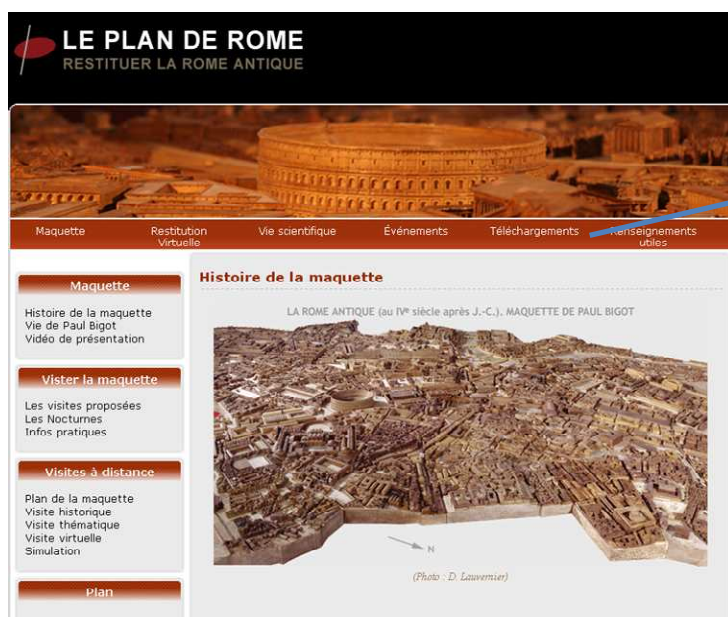 LE PLAN DE ROME
RESTITUER LA ROME ANTIQUE
Maquette
Restitution
Virtuelle
Vie scientifique
Événements
Téléchargements
Renseignements
utiles
Maquette
Histoire de la maquette
Vie de Paul Bigot
Vidéo de présentation
Vister la maquette
Les visites proposées
Les Nocturnes
Infos pratiques
Visites à distance
Plan de la maquette
Visite historique
Visite thématique
Visite virtuelle
Simulation
Plan
Histoire de la maquette
LA ROME ANTIQUE (au IVe siècle après J.-C.), MAQUETTE DE PAUL BIGOT
N
(Photo : D. Lauvernier)